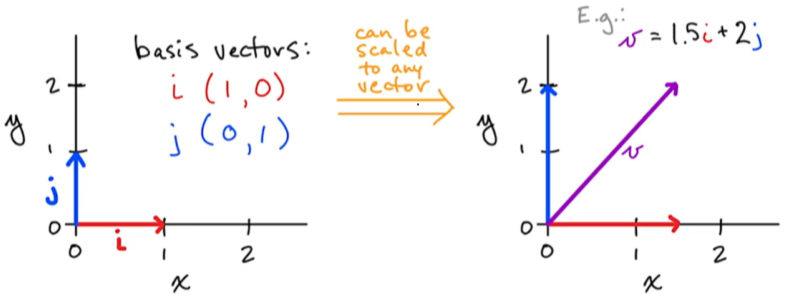 basis vectors:
i (1,0)
j (0,1)
y
2
1
0
j
i
0
1
2
x
can be
scaled
to any
vector
E.g.:
v = 1.5i + 2j
y
2
1
0
v
0
1
2
x